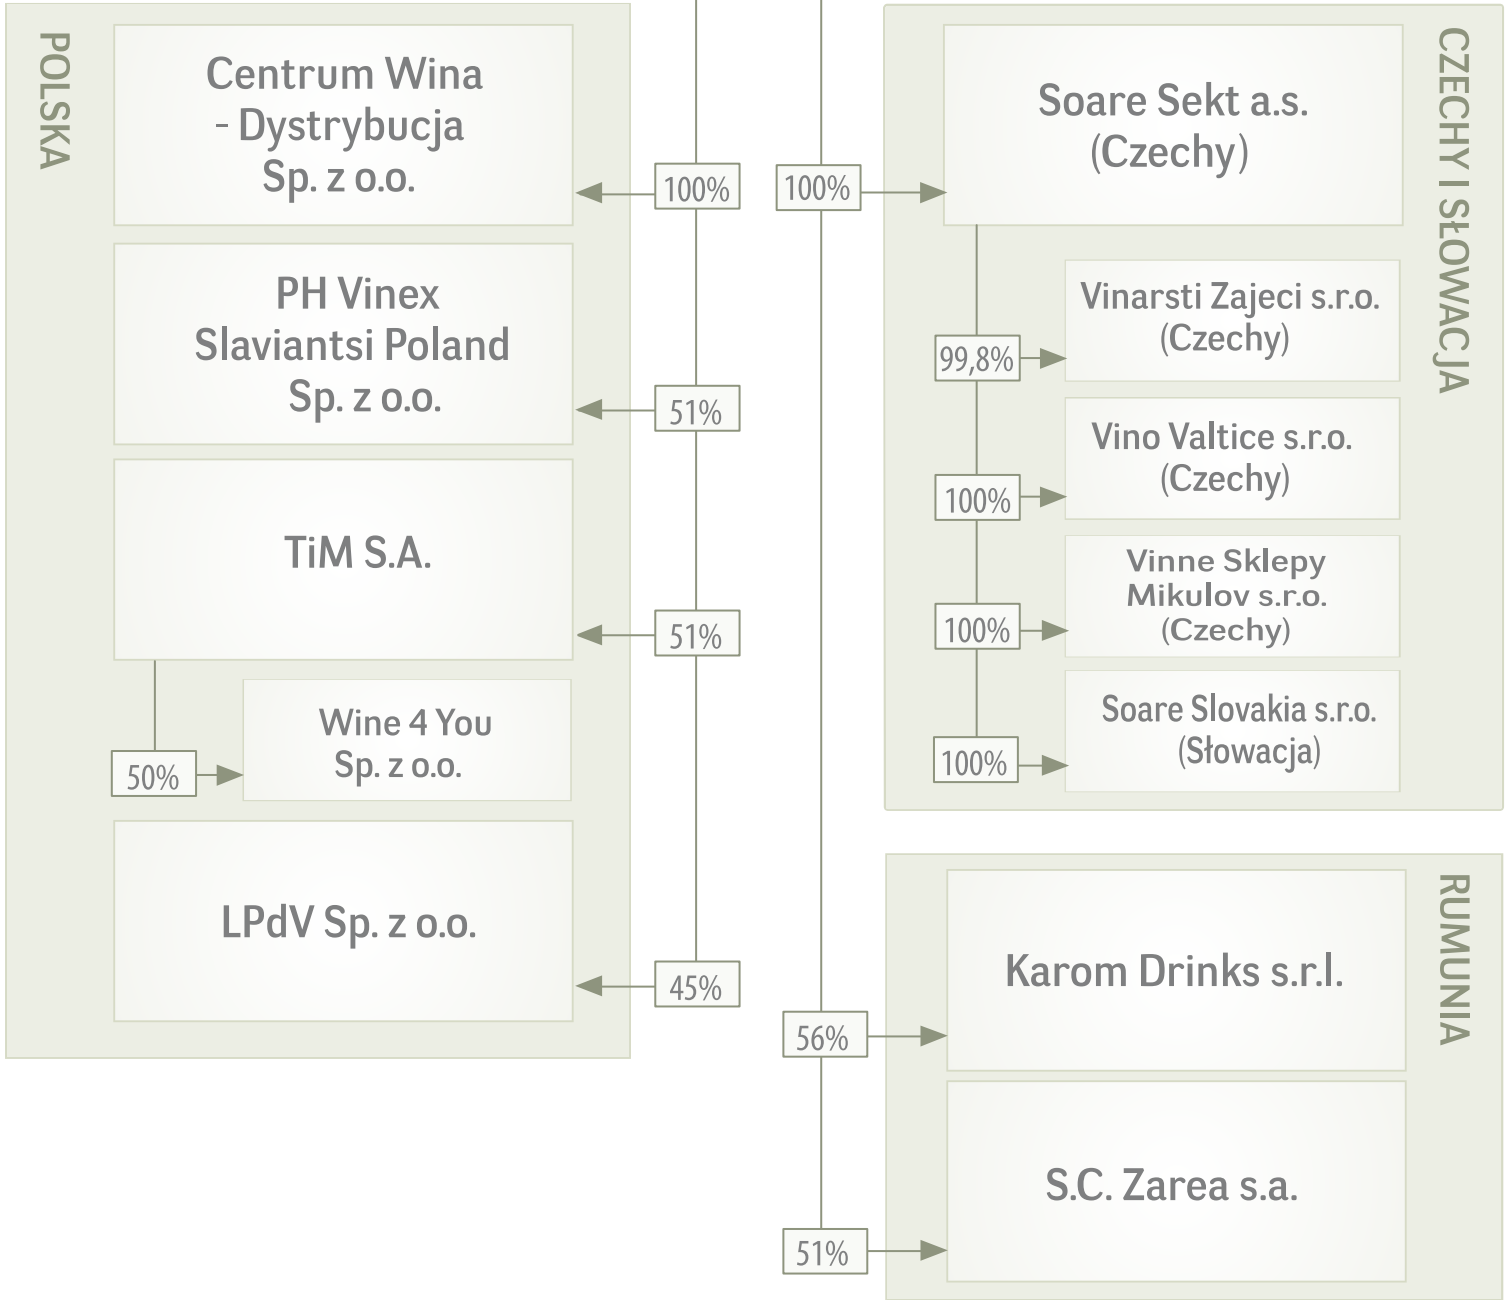 POLSKA
Centrum Wina
- Dystrybucja
Sp. z o.o.
100%
PH Vinex
Slaviantsi Poland
Sp. z o.o.
51%
TiM S.A.
51%
Wine 4 You
Sp. z o.o.
50%
LPdV Sp. z o.o.
45%
CZECHY I SŁOWACJA
100%
Soare Sekt a.s.
(Czechy)
Vinarsti Zajeci s.r.o.
(Czechy)
99,8%
Vino Valtice s.r.o.
(Czechy)
100%
Vinne Sklepy
Mikulov s.r.o.
(Czechy)
100%
Soare Slovakia s.r.o.
(Słowacja)
100%
RUMUNIA
Karom Drinks s.r.l.
56%
S.C. Zarea s.a.
51%